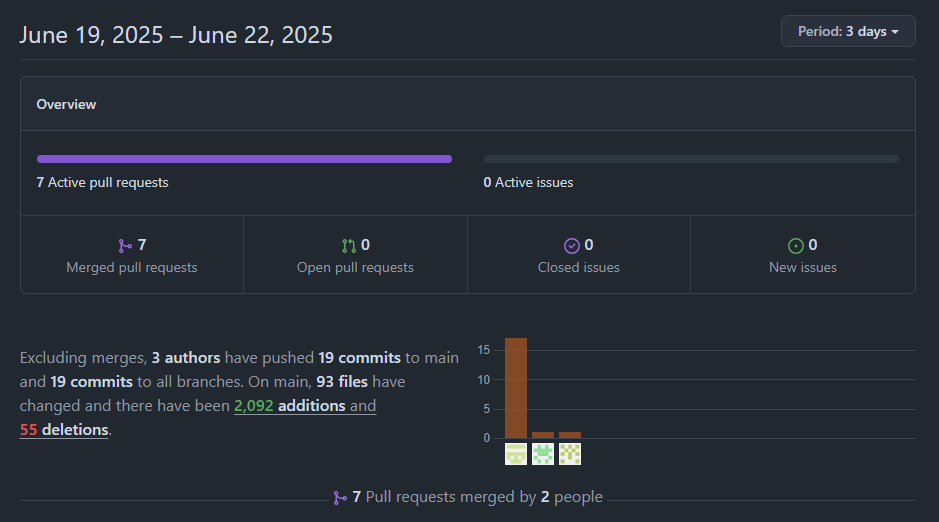 June 19, 2025 – June 22, 2025
Period: 3 days
Overview
7 Active pull requests
0 Active issues
7
Merged pull requests
0
Open pull requests
0
Closed issues
0
New issues
Excluding merges, 3 authors have pushed 19 commits to main
and 19 commits to all branches. On main, 93 files have
changed and there have been 2,092 additions and
55 deletions.
15
10
5
0
7 Pull requests merged by 2 people